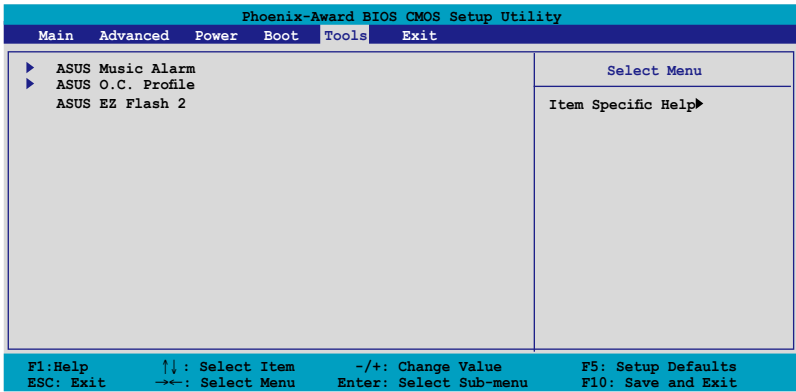 Phoenix-Award BIOS CMOS Setup Utility
Main Advanced Power Boot Tools Exit
ASUS Music Alarm
ASUS O.C. Profile
ASUS EZ Flash 2
Select Menu
Item Specific Help
F1:Help ↑↓: Select Item -/+: Change Value F5: Setup Defaults
ESC: Exit →←: Select Menu Enter: Select Sub-menu F10: Save and Exit